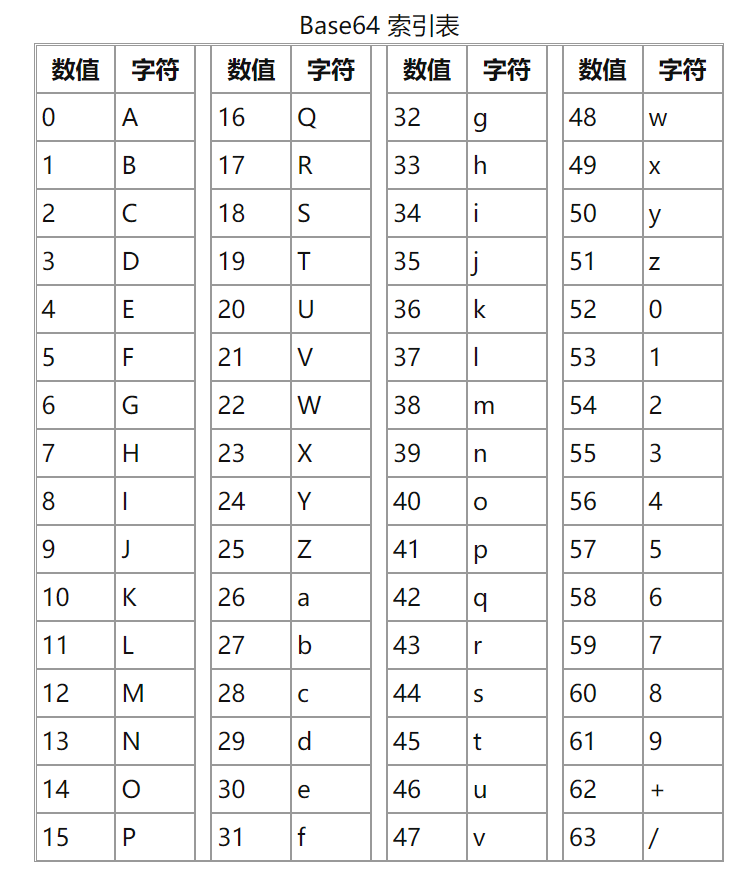 Base64 索引表
数值 字符 数值 字符 数值 字符 数值 字符
0 A 16 Q 32 g 48 w
1 B 17 R 33 h 49 x
2 C 18 S 34 i 50 y
3 D 19 T 35 j 51 z
4 E 20 U 36 k 52 0
5 F 21 V 37 l 53 1
6 G 22 W 38 m 54 2
7 H 23 X 39 n 55 3
8 I 24 Y 40 o 56 4
9 J 25 Z 41 p 57 5
10 K 26 a 42 q 58 6
11 L 27 b 43 r 59 7
12 M 28 c 44 s 60 8
13 N 29 d 45 t 61 9
14 O 30 e 46 u 62 +
15 P 31 f 47 v 63 /